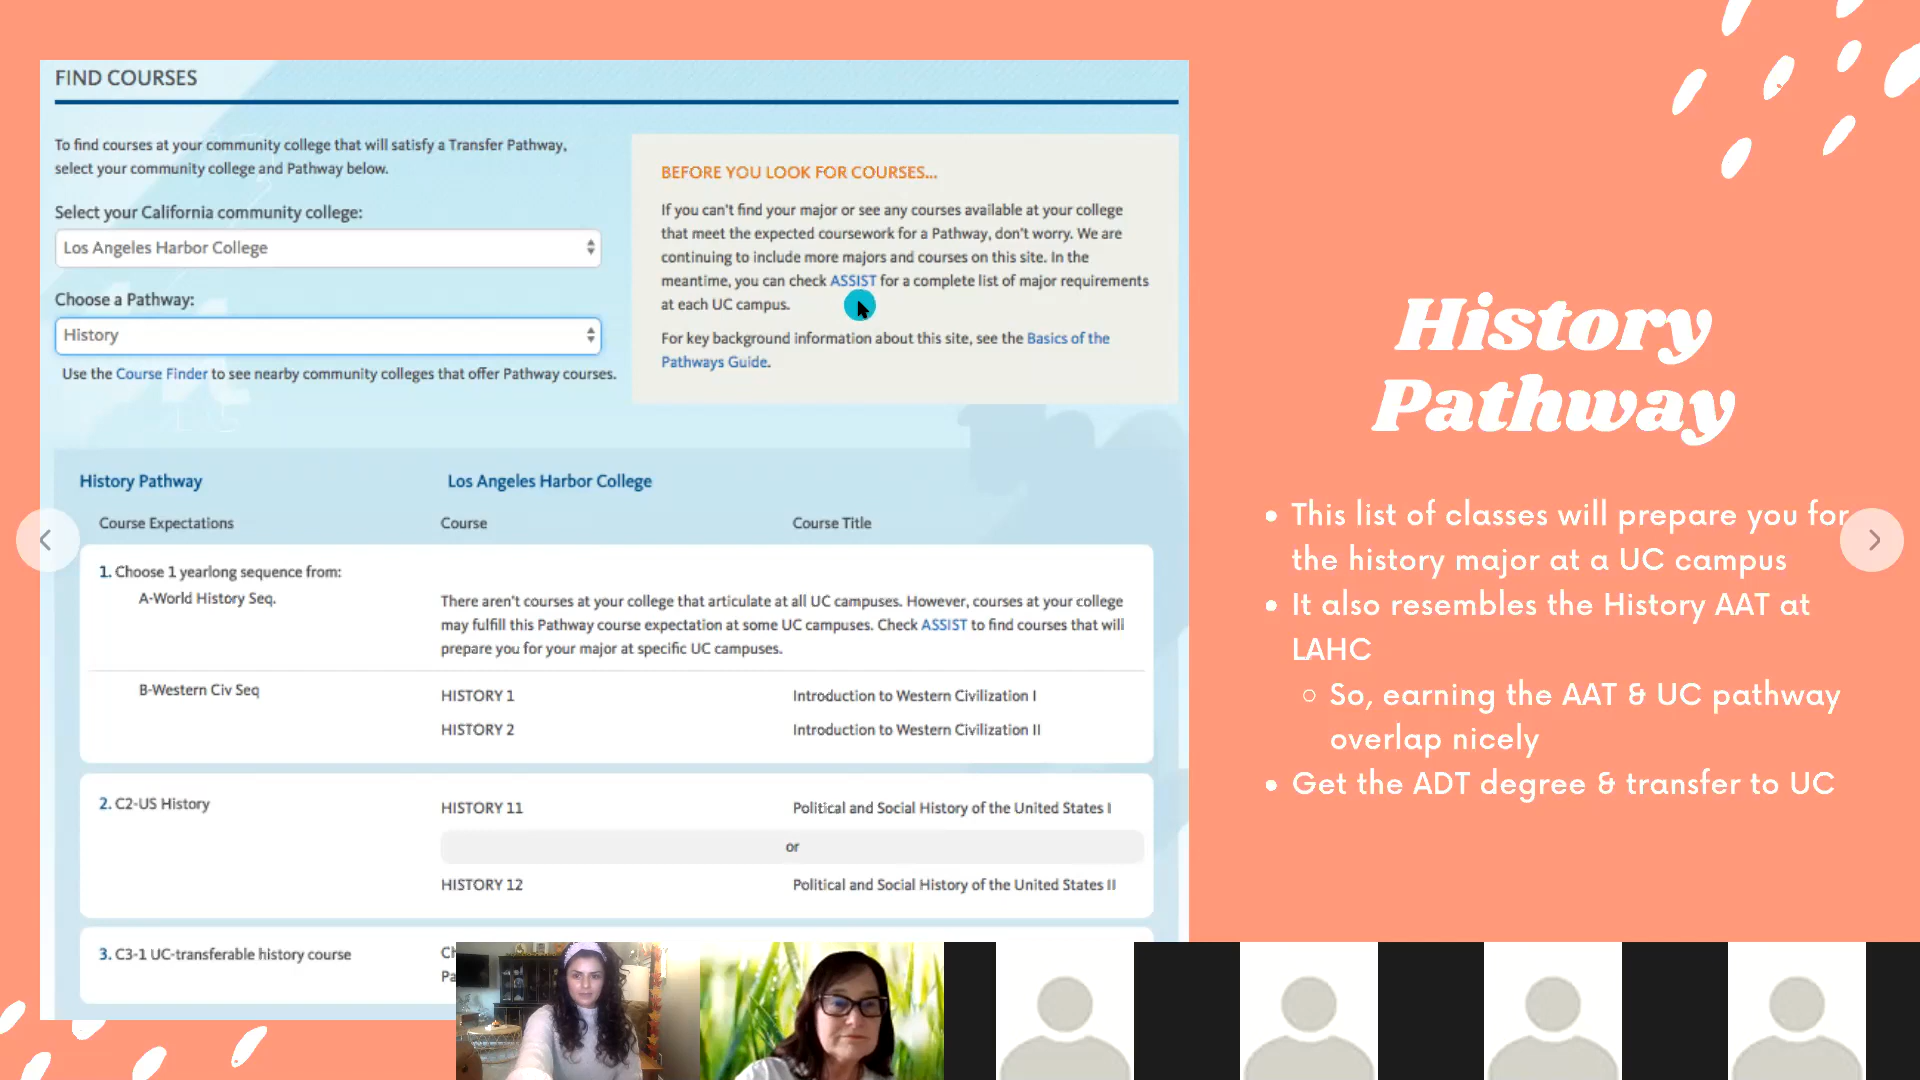 FIND COURSES
To find courses at your community college that will satisfy a Transfer Pathway,
select your community college and Pathway below.
Select your California community college:
Los Angeles Harbor College
Choose a Pathway:
History
Use the Course Finder to see nearby community colleges that offer Pathway courses.
BEFORE YOU LOOK FOR COURSES...
If you can't find your major or see any courses available at your college
that meet the expected coursework for a Pathway, don't worry. We are
continuing to include more majors and courses on this site. In the
meantime, you can check ASSIST for a complete list of major requirements
at each UC campus.
For key background information about this site, see the Basics of the
Pathways Guide.
History Pathway Los Angeles Harbor College
Course Expectations Course Course Title
1. Choose 1 yearlong sequence from:
A-World History Seq.
There aren't courses at your college that articulate at all UC campuses. However, courses at your college
may fulfill this Pathway course expectation at some UC campuses. Check ASSIST to find courses that will
prepare you for your major at specific UC campuses.
B-Western Civ Seq
HISTORY 1 Introduction to Western Civilization I
HISTORY 2 Introduction to Western Civilization II
2. C2-US History HISTORY 11 Political and Social History of the United States I
or
HISTORY 12 Political and Social History of the United States II
3. C3-1 UC-transferable history course
History
Pathway
• This list of classes will prepare you for
the history major at a UC campus
• It also resembles the History AAT at
LAHC
○ So, earning the AAT & UC pathway
overlap nicely
• Get the ADT degree & transfer to UC